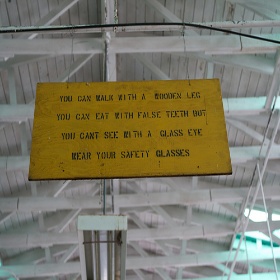 YOU CAN WALK WITH A WOODEN LEG
YOU CAN EAT WITH FALSE TEETH BUT
YOU CANT SEE WITH A GLASS EYE
WEAR YOUR SAFETY GLASSES